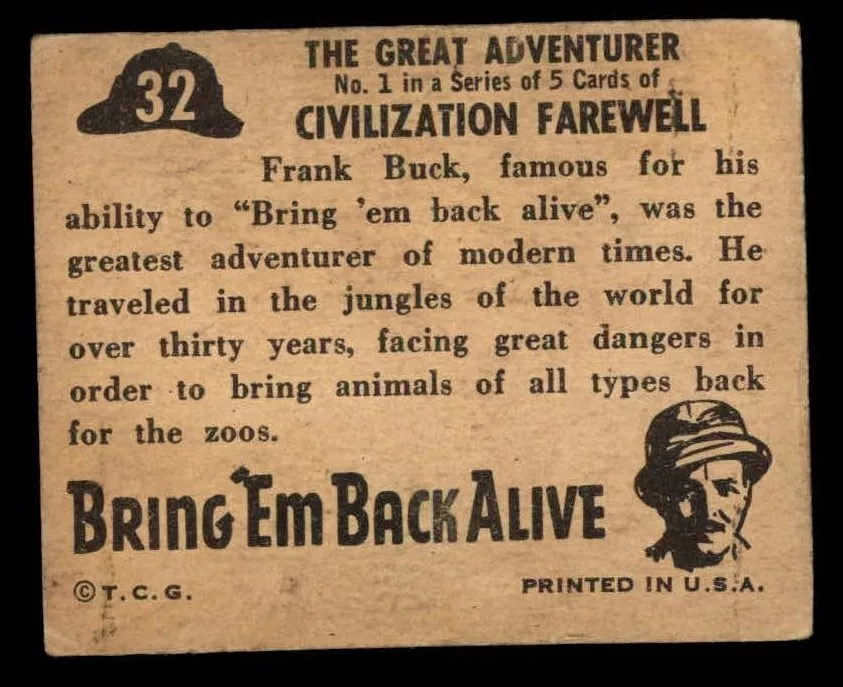 32
THE GREAT ADVENTURER
No. 1 in a Series of 5 Cards of
CIVILIZATION FAREWELL
Frank Buck, famous for his
ability to “Bring ’em back alive”, was the
greatest adventurer of modern times. He
traveled in the jungles of the world for
over thirty years, facing great dangers in
order to bring animals of all types back
for the zoos.
BRING 'EM BACK ALIVE
© T. C. G.
PRINTED IN U.S.A.